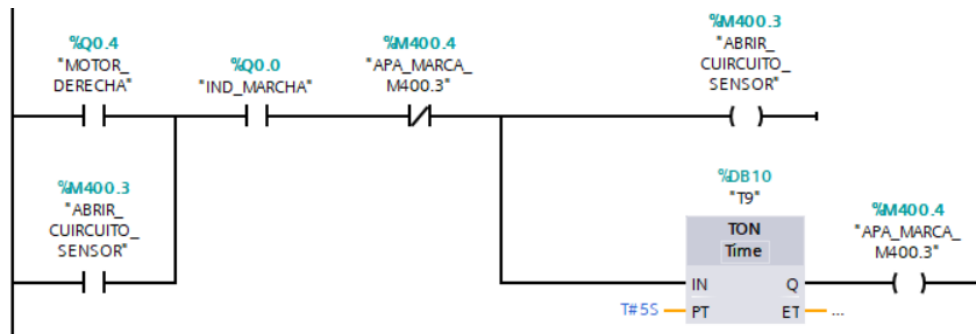 %Q0.4
"MOTOR_
DERECHA"
%Q0.0
"IND_MARCHA"
%M400.4
"APA_MARCA_
M400.3"
%M400.3
"ABRIR_
CUIRCUITO_
SENSOR"
%M400.3
"ABRIR_
CUIRCUITO_
SENSOR"
%DB10
"T9"
TON
Time
IN
Q
T#5S
PT
ET
...
%M400.4
"APA_MARCA_
M400.3"